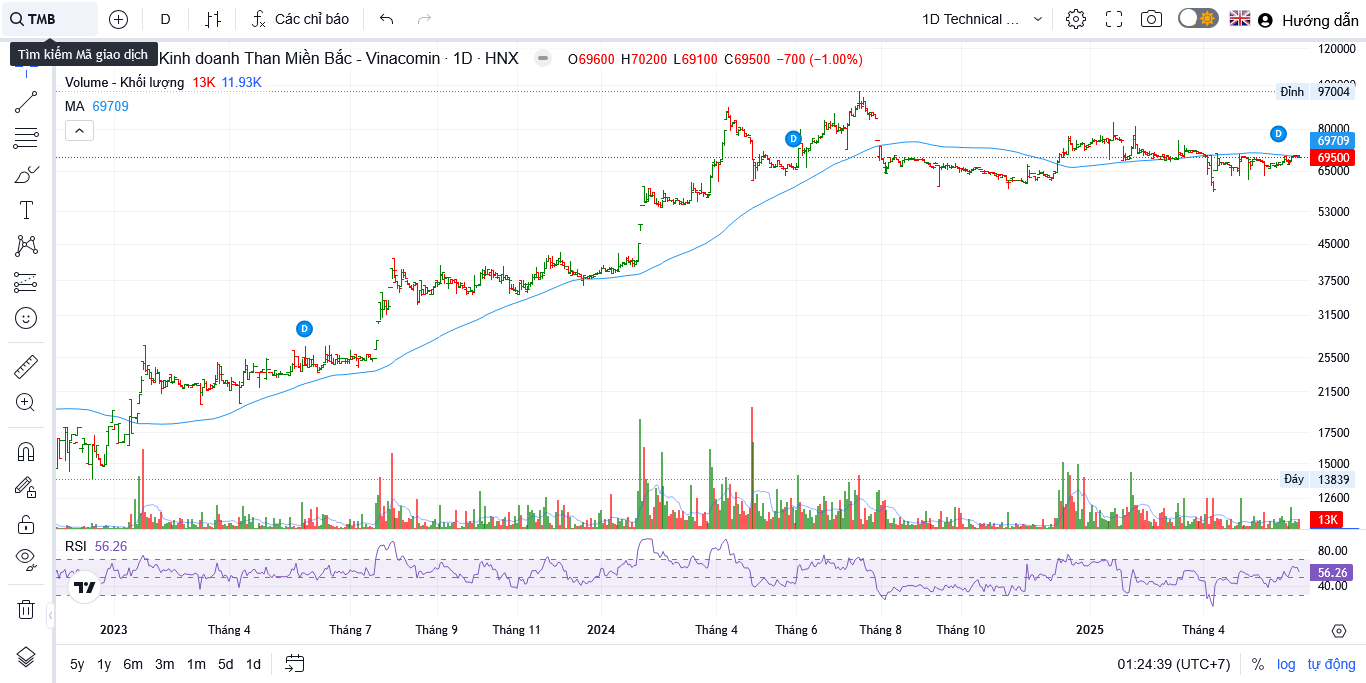 TMB
D
Các chỉ báo
1D Technical ...
Hướng dẫn
Tìm kiếm Mã giao dịch
Kinh doanh Than Miền Bắc - Vinacomin · 1D · HNX
O69600 H70200 L69100 C69500 −700 (−1.00%)
Volume - Khối lượng 13K 11.93K
MA 69709
120000
Đỉnh 97004
D
D
80000
69709
69500
65000
53000
45000
37500
31500
D
25500
21500
17500
15000
Đáy 13839
12600
13K
RSI 56.26
80.00
56.26
40.00
2023 Tháng 4 Tháng 7 Tháng 9 Tháng 11 2024 Tháng 4 Tháng 6 Tháng 8 Tháng 10 2025 Tháng 4
5y 1y 6m 3m 1m 5d 1d
01:24:39 (UTC+7) % log tự động